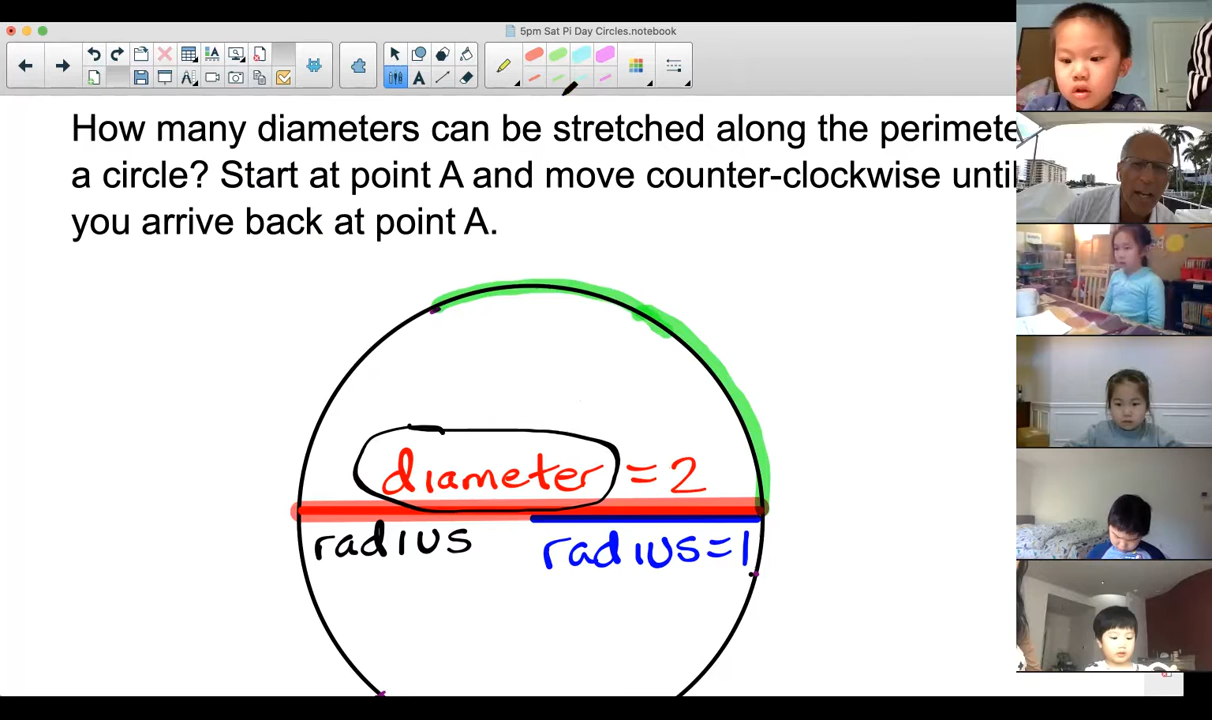 5pm Sat Pi Day Circles.notebook
How many diameters can be stretched along the perimete
a circle? Start at point A and move counter-clockwise until
you arrive back at point A.
diameter = 2
radius
radius=1